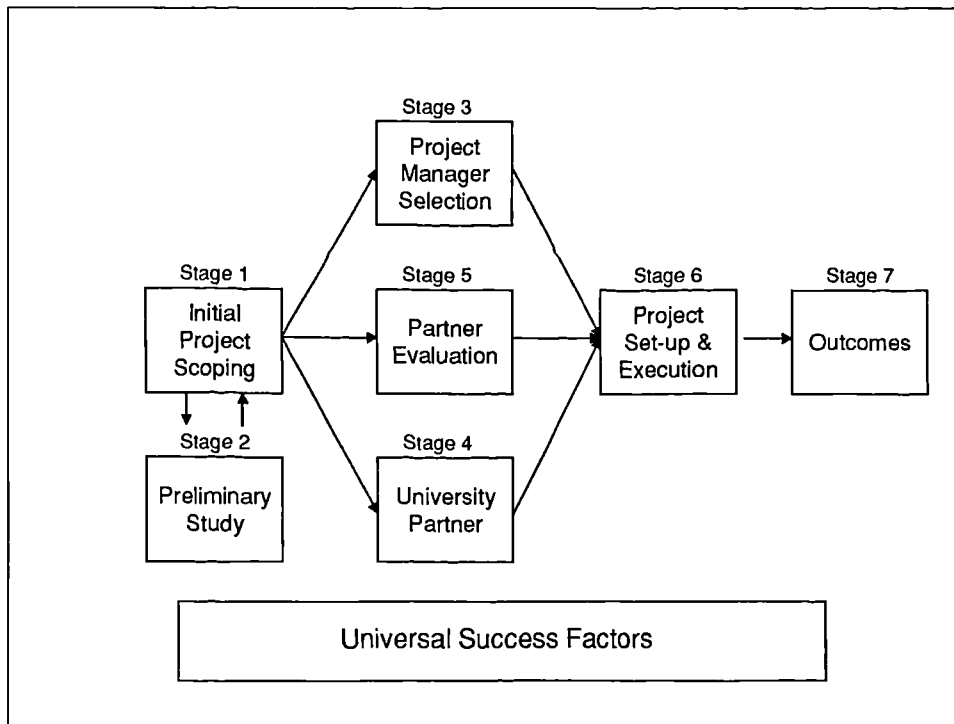 Stage 3
Project
Manager
Selection
Stage 1
Initial
Project
Scoping
Stage 5
Partner
Evaluation
Stage 6
Project
Set-up &
Execution
Stage 7
Outcomes
Stage 2
Preliminary
Study
Stage 4
University
Partner
Universal Success Factors